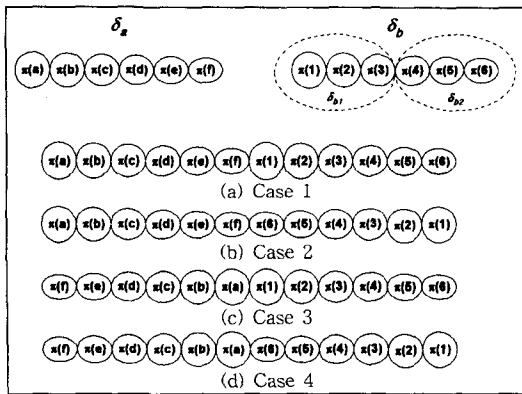 δa δb
π(a) π(b) π(c) π(d) π(e) π(f) π(1) π(2) π(3) π(4) π(5) π(6)
δb1 δb2
π(a) π(b) π(c) π(d) π(e) π(f) π(1) π(2) π(3) π(4) π(5) π(6)
(a) Case 1
π(a) π(b) π(c) π(d) π(e) π(f) π(6) π(5) π(4) π(3) π(2) π(1)
(b) Case 2
π(f) π(e) π(d) π(c) π(b) π(a) π(1) π(2) π(3) π(4) π(5) π(6)
(c) Case 3
π(f) π(e) π(d) π(c) π(b) π(a) π(6) π(5) π(4) π(3) π(2) π(1)
(d) Case 4